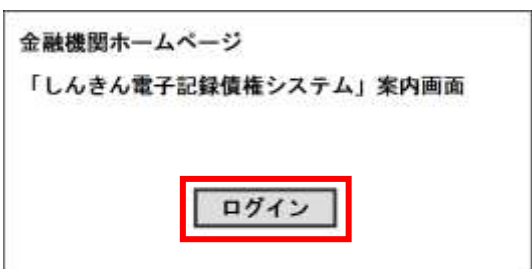 金融機関ホームページ
「しんきん電子記録債権システム」案内画面
ログイン